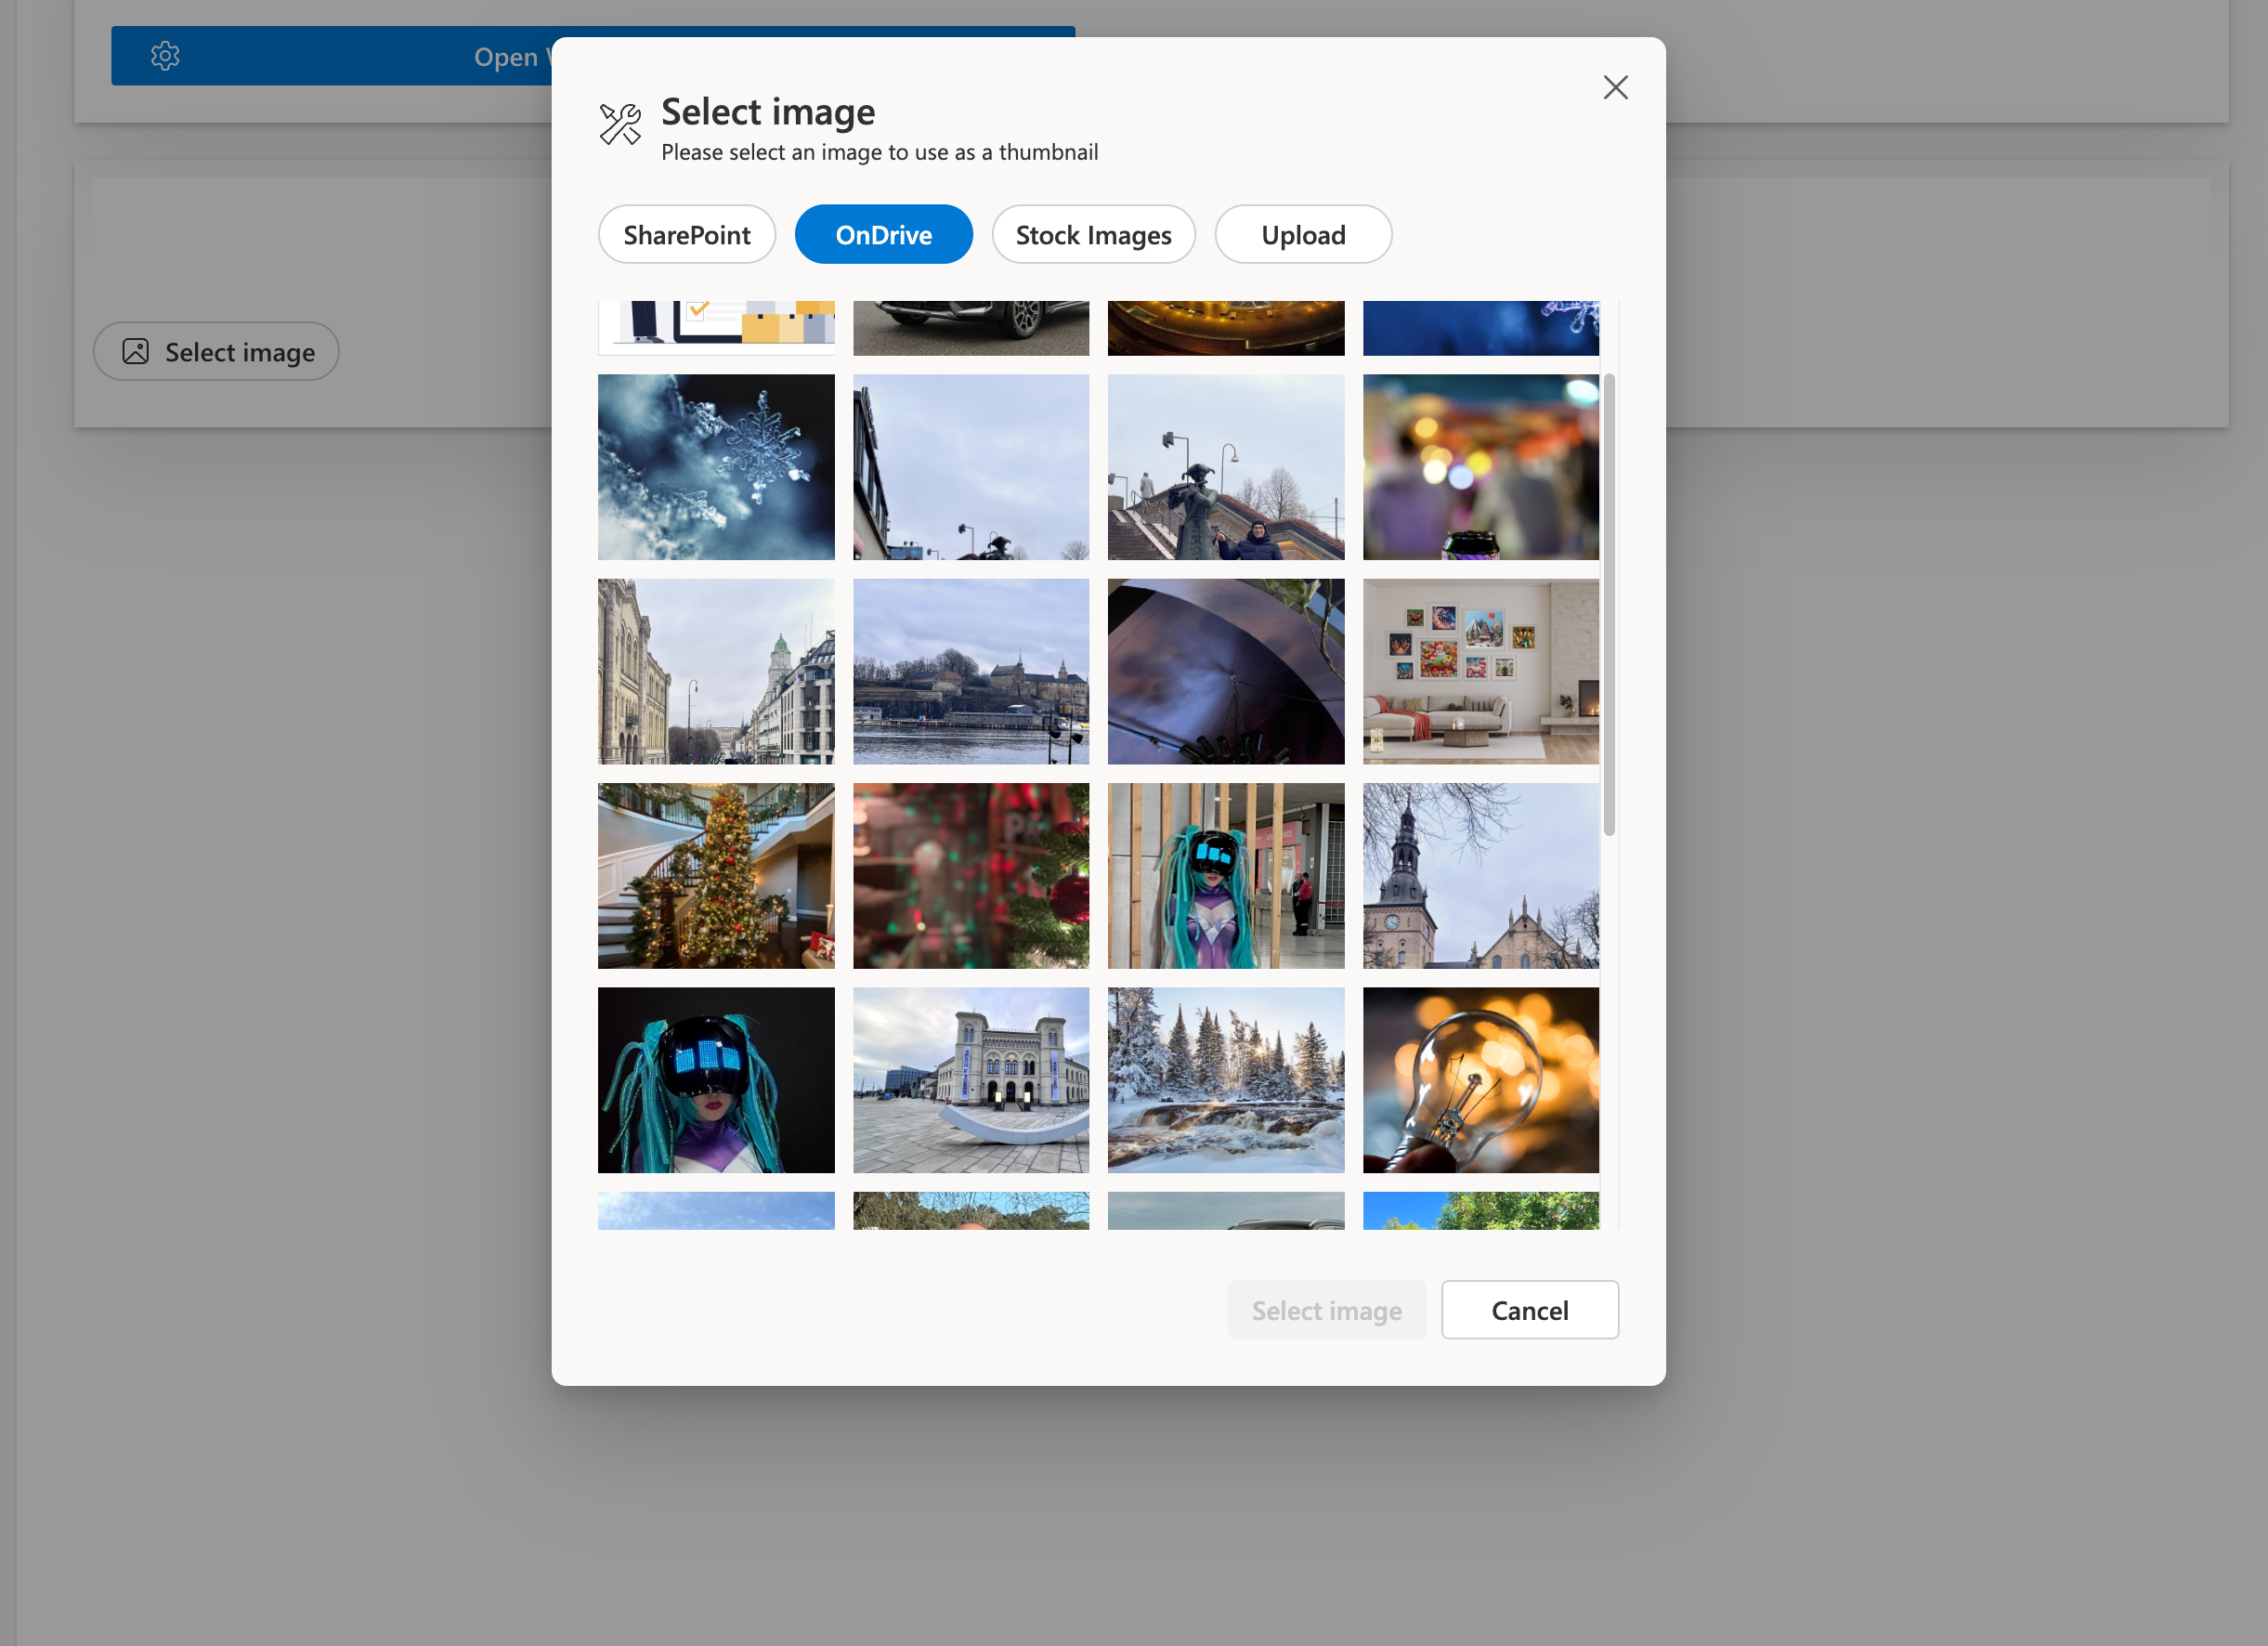 Open
Select image
Please select an image to use as a thumbnail
SharePoint
OnDrive
Stock Images
Upload
Select image
Select image
Cancel